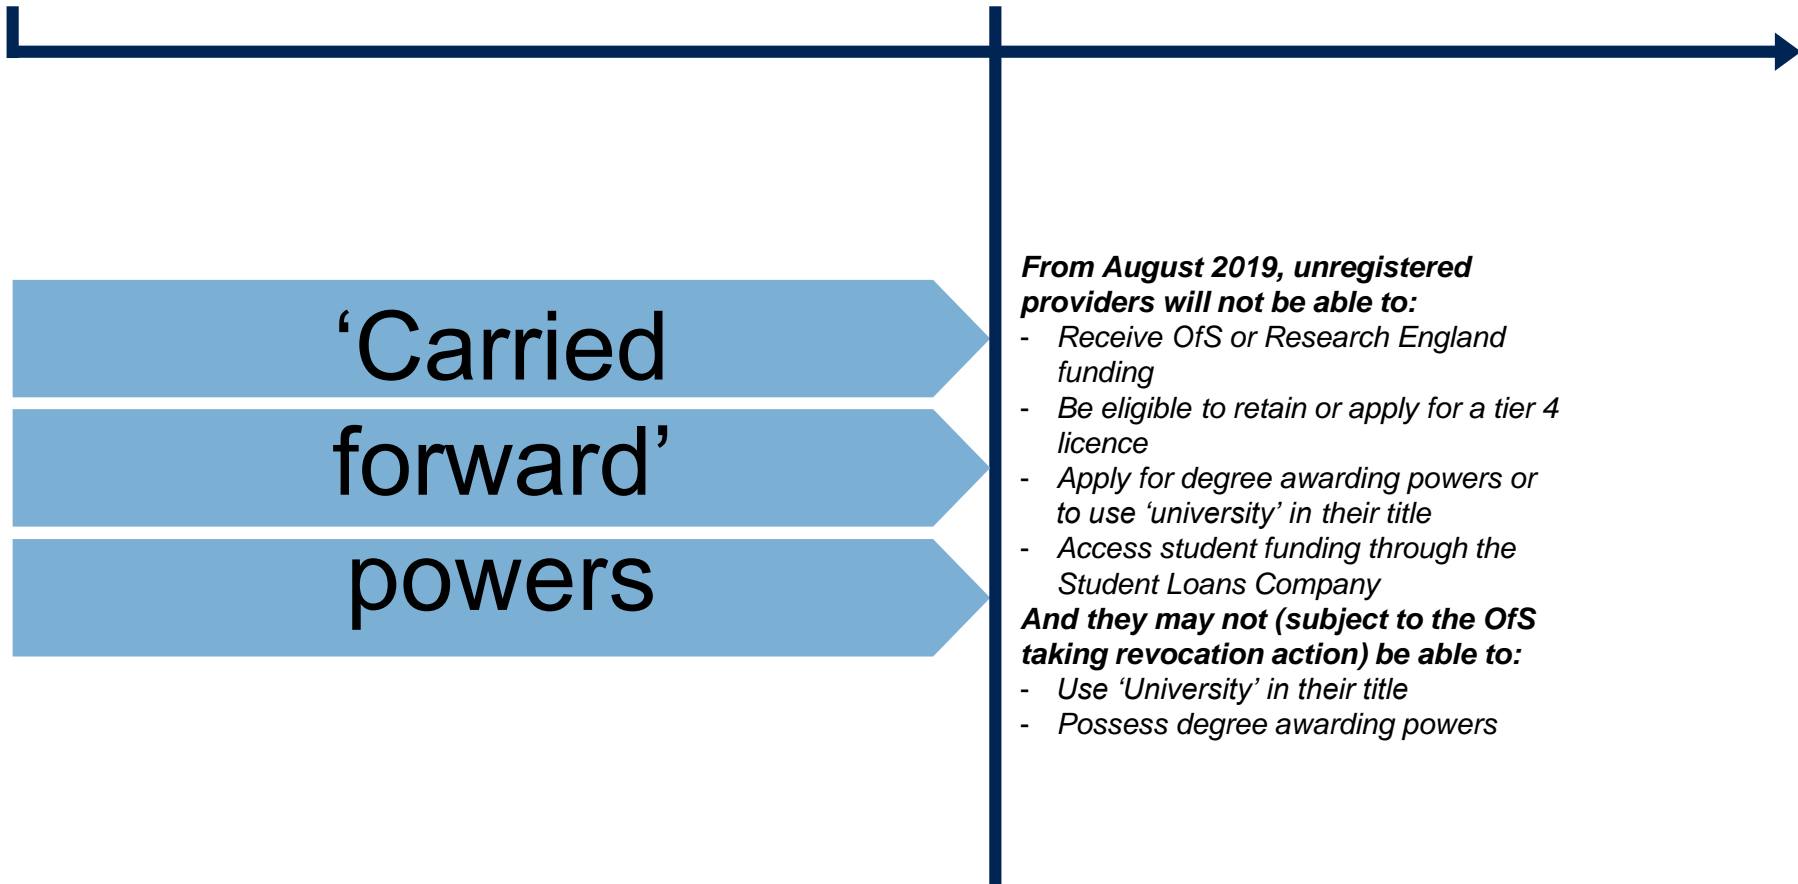 ‘Carried
forward’
powers
From August 2019, unregistered
providers will not be able to:
- Receive OfS or Research England
funding
- Be eligible to retain or apply for a tier 4
licence
- Apply for degree awarding powers or
to use ‘university’ in their title
- Access student funding through the
Student Loans Company
And they may not (subject to the OfS
taking revocation action) be able to:
- Use ‘University’ in their title
- Possess degree awarding powers